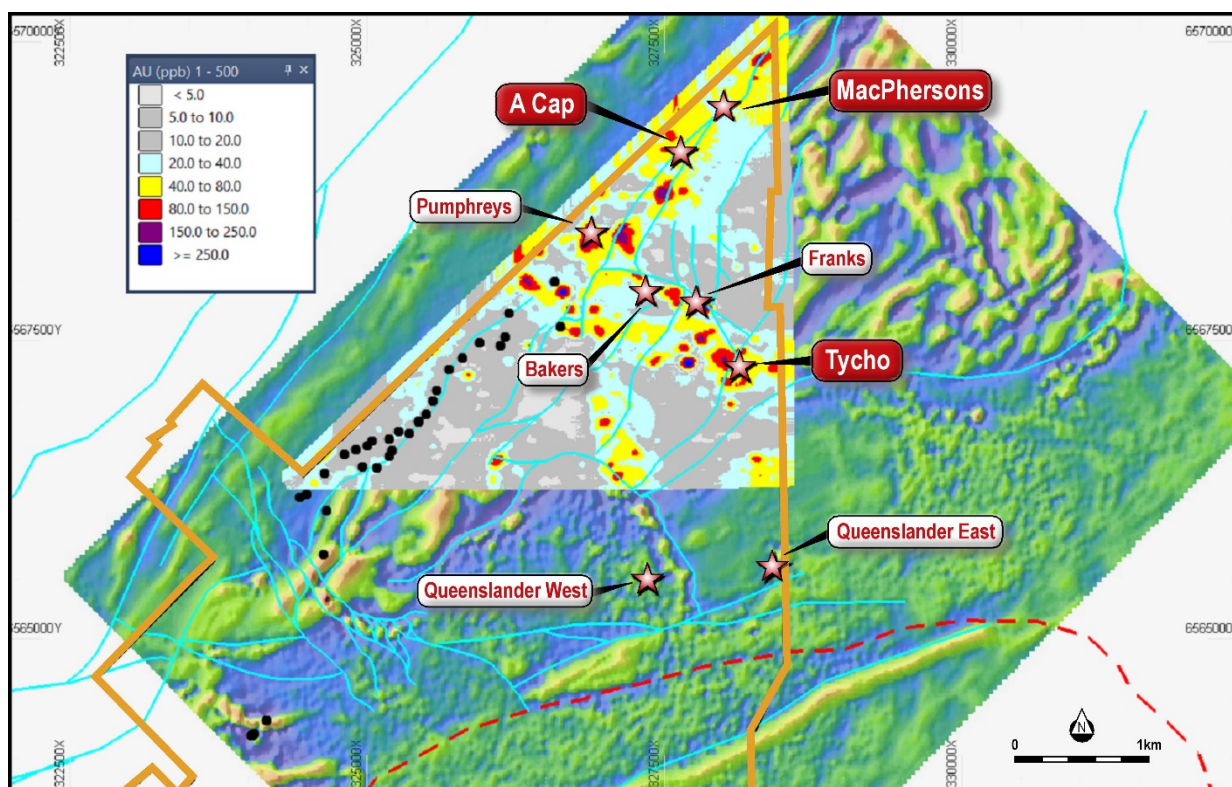 322500X
325000X
327500X
330000X
6570000Y
6570000
AU (ppb) 1 - 500
< 5.0
5.0 to 10.0
10.0 to 20.0
20.0 to 40.0
40.0 to 80.0
80.0 to 150.0
150.0 to 250.0
>= 250.0
A Cap
MacPhersons
Pumphreys
Franks
6567500Y
6567500
Bakers
Tycho
Queenslander East
Queenslander West
6565000Y
6565000
N
0 1km
322500X
325000X
327500X
330000X